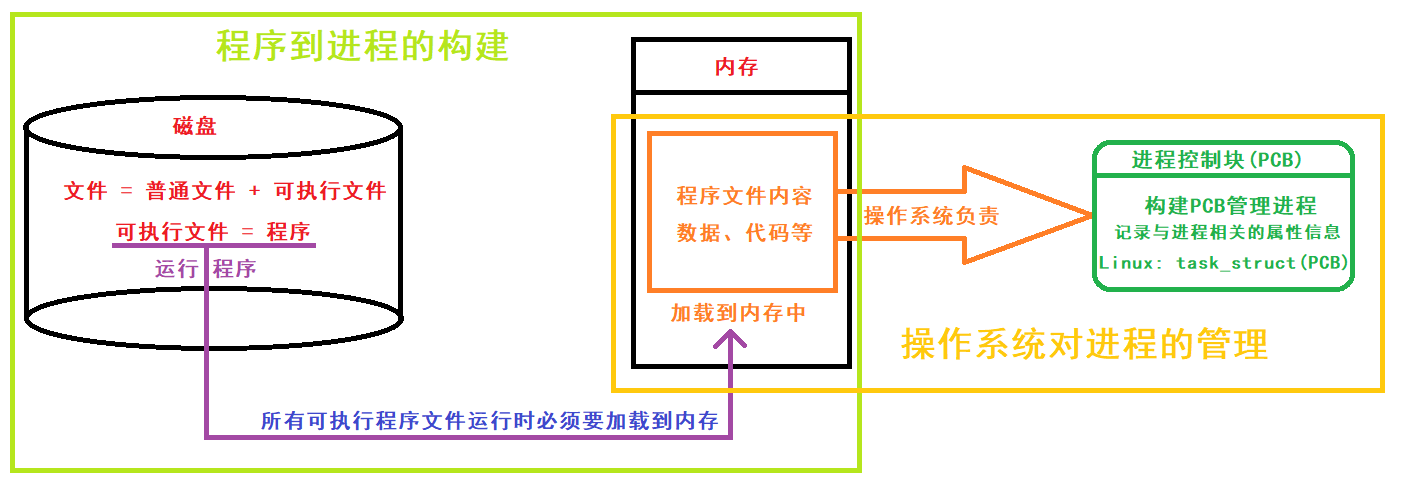 程序到进程的构建
磁盘
文件 = 普通文件 + 可执行文件
可执行文件 = 程序
运行 程序
所有可执行程序文件运行时必须要加载到内存
内存
程序文件内容
数据、代码等
加载到内存中
操作系统负责
进程控制块(PCB)
构建PCB管理进程
记录与进程相关的属性信息
Linux: task_struct(PCB)
操作系统对进程的管理